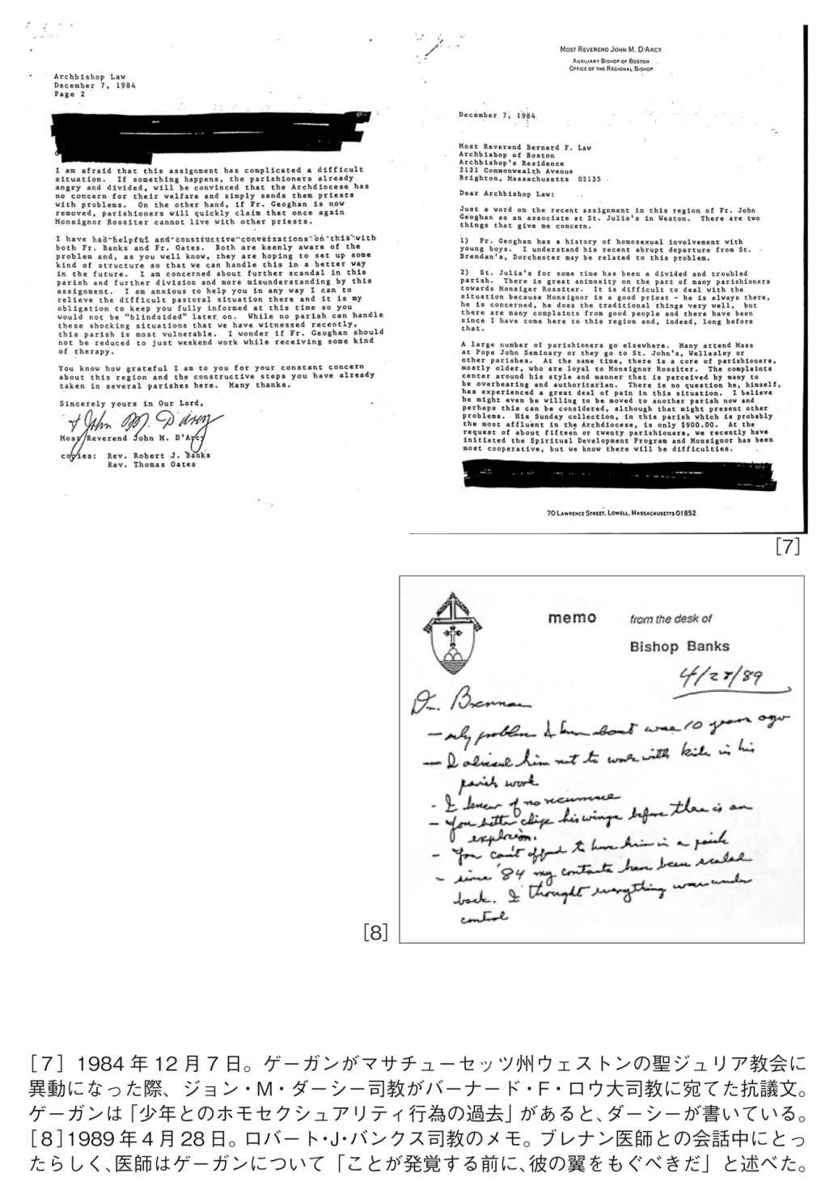 Archbishop Law
December 7, 1984
Page 2
I am afraid that this assignment has complicated a difficult
situation. If something happens, the parishioners already
angry and divided, will be convinced that the Archdiocese has
no concern for their welfare and simply sends them priests
with problems. On the other hand, if Fr. Geoghan is now
removed, parishioners will quickly claim that once again
Monsignor Rossiter cannot live with other priests.
I have had helpful and constructive conversations on this with
both Fr. Banks and Fr. Oates. Both are keenly aware of the
problem and, as you well know, they are hoping to set up some
kind of structure so that we can handle this in a better way
in the future. I am concerned about further scandal in this
parish and further division and more misunderstanding by this
assignment. I am anxious to help you in any way I can to
relieve the difficult pastoral situation there and it is my
obligation to keep you fully informed at this time so you
would not be "blindsided" later on. While no parish can handle
these shocking situations that we have witnessed recently,
this parish is most vulnerable. I wonder if Fr. Geoghan should
not be reduced to just weekend work while receiving some kind
of therapy.
You know how grateful I am to you for your constant concern
about this region and the constructive steps you have already
taken in several parishes here. Many thanks.
Sincerely yours in Our Lord,
+ John M. D'Arcy
Most Reverend John M. D'Arcy
copies: Rev. Robert J. Banks
Rev. Thomas Oates
MOST REVEREND JOHN M. D'ARCY
AUXILIARY BISHOP OF BOSTON
OFFICE OF THE REGIONAL BISHOP
December 7, 1984
Most Reverend Bernard F. Law
Archbishop of Boston
Archbishop's Residence
2121 Commonwealth Avenue
Brighton, Massachusetts 02135
Dear Archbishop Law:
Just a word on the recent assignment in this region of Fr. John
Geoghan as an associate at St. Julia's in Weston. There are two
things that give me concern.
1) Fr. Geoghan has a history of homosexual involvement with
young boys. I understand his recent abrupt departure from St.
Brendan's, Dorchester may be related to this problem.
2) St. Julia's for some time has been a divided and troubled
parish. There is great animosity on the part of many parishioners
towards Monsignor Rossiter. It is difficult to deal with the
situation because Monsignor is a good priest - he is always there,
he is concerned, he does the traditional things very well, but
there are many complaints from good people and there have been
since I have come here to this region and, indeed, long before
that.
A large number of parishioners go elsewhere. Many attend Mass
at Pope John Seminary or they go to St. John's, Wellesley or
other parishes. At the same time, there is a core of parishioners,
mostly older, who are loyal to Monsignor Rossiter. The complaints
center around his style and manner that is perceived by many to
be overbearing and authoritarian. There is no question he, himself,
has experienced a great deal of pain in this situation. I believe
he might even be willing to be moved to another parish now and
perhaps this can be considered, although that might present other
problems. His Sunday collection, in this parish which is probably
the most affluent in the Archdiocese, is only $900.00. At the
request of about fifteen or twenty parishioners, we recently have
initiated the Spiritual Development Program and Monsignor has been
most cooperative, but we know there will be difficulties.
70 LAWRENCE STREET, LOWELL, MASSACHUSETTS 01852
[7]
memo from the desk of
Bishop Banks
4/28/89
Dr. Brennan
- only problem I know about was 10 years ago
- I advised him not to work with kids in his
parish work
- I knew of no recurrence
- You better clip his wings before there is an
explosion.
- You can't afford to have him in a parish
- since '84 my contacts have been scaled
back. I thought everything was under
control
[8]
[7] 1984年12月7日。ゲーガンがマサチューセッツ州ウェストンの聖ジュリア教会に
異動になった際、ジョン・M・ダーシー司教がバーナード・F・ロウ大司教に宛てた抗議文。
ゲーガンは「少年とのホモセクシュアリティ行為の過去」があると、ダーシーが書いている。
[8]1989年4月28日。ロバート・J・バンクス司教のメモ。ブレナン医師との会話中にとっ
たらしく、医師はゲーガンについて「ことが発覚する前に、彼の翼をもぐべきだ」と述べた。